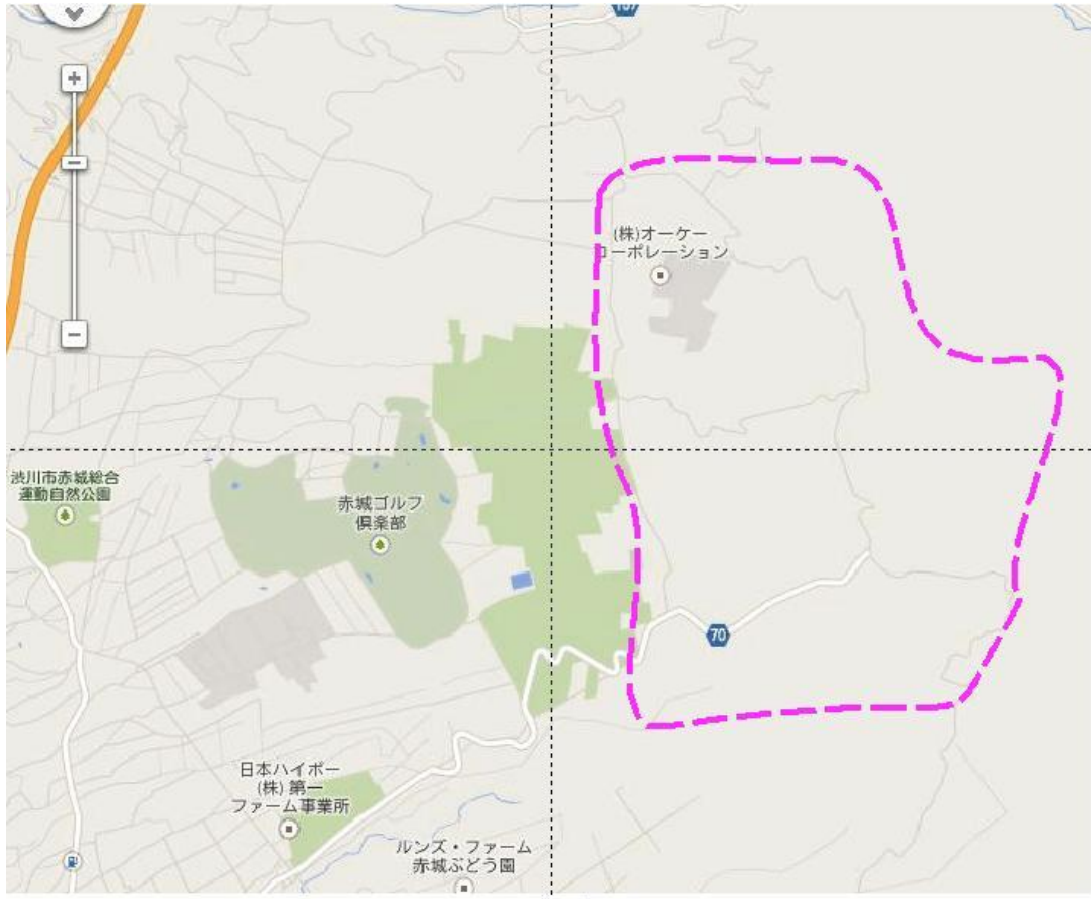 (株)オーケー
コーポレーション
渋川市赤城総合
運動自然公園
赤城ゴルフ
倶楽部
70
日本ハイポー
(株) 第一
ファーム事業所
ルンズ・ファーム
赤城ぶどう園